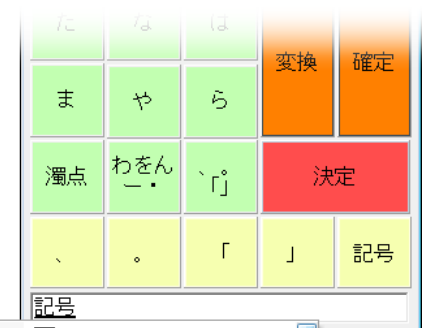 た な は
変換 確定
ま や ら
濁点 わをん ` ゜
ー ・ 「」 決定
、 。 「 」 記号
記号